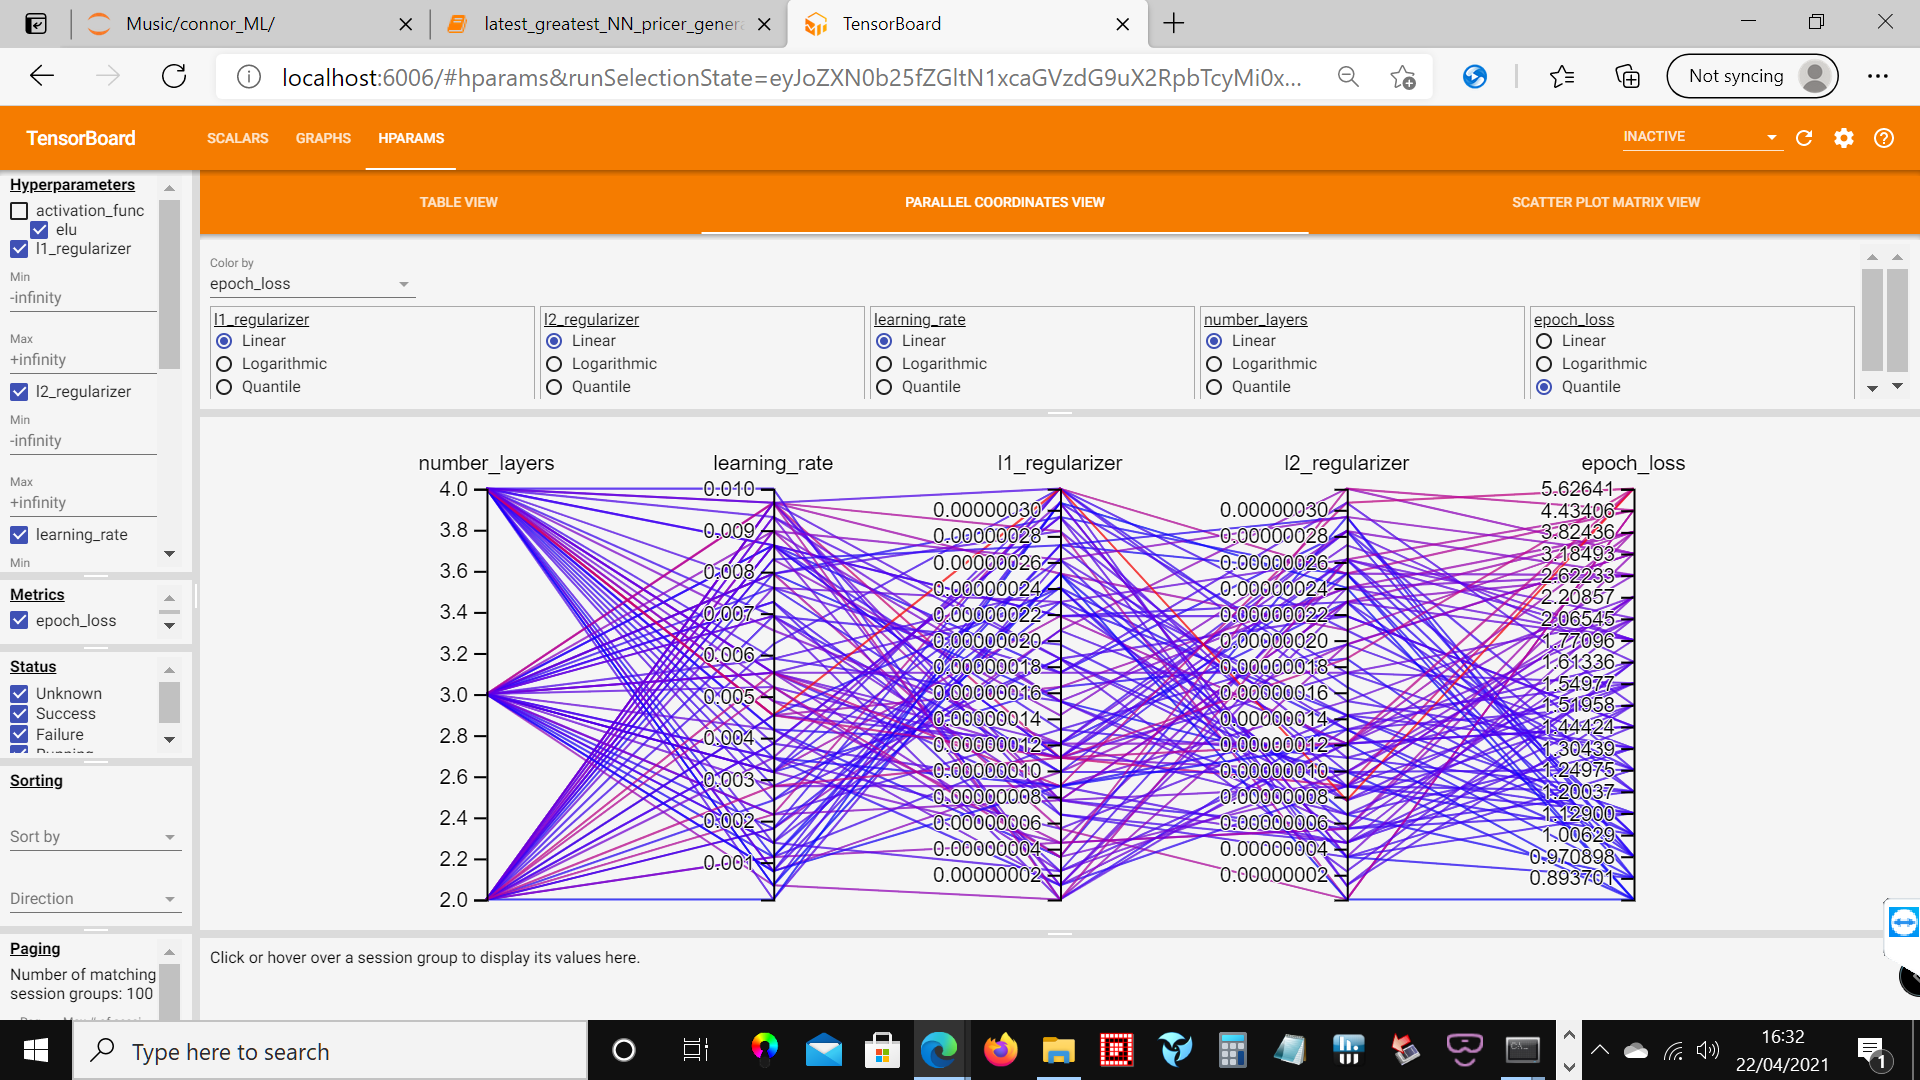 Music/connor_ML/
latest_greatest_NN_pricer_genera
TensorBoard
localhost:6006/#hparams&runSelectionState=eyJoZXN0b25fZGltN1xcaGVzdG9uX2RpbTcyMi0x...
Not syncing
TensorBoard
SCALARS
GRAPHS
HPARAMS
INACTIVE
TABLE VIEW
PARALLEL COORDINATES VIEW
SCATTER PLOT MATRIX VIEW
Hyperparameters
activation_func
elu
l1_regularizer
Min
-infinity
Max
+infinity
l2_regularizer
Min
-infinity
Max
+infinity
learning_rate
Min
Metrics
epoch_loss
Status
Unknown
Success
Failure
Running
Sorting
Sort by
Direction
Paging
Number of matching
session groups: 100
Color by
epoch_loss
l1_regularizer
Linear
Logarithmic
Quantile
l2_regularizer
Linear
Logarithmic
Quantile
learning_rate
Linear
Logarithmic
Quantile
number_layers
Linear
Logarithmic
Quantile
epoch_loss
Linear
Logarithmic
Quantile
number_layers
4.0
3.8
3.6
3.4
3.2
3.0
2.8
2.6
2.4
2.2
2.0
learning_rate
0.010
0.009
0.008
0.007
0.006
0.005
0.004
0.003
0.002
0.001
l1_regularizer
0.00000030
0.00000028
0.00000026
0.00000024
0.00000022
0.00000020
0.00000018
0.00000016
0.00000014
0.00000012
0.00000010
0.00000008
0.00000006
0.00000004
0.00000002
l2_regularizer
0.00000030
0.00000028
0.00000026
0.00000024
0.00000022
0.00000020
0.00000018
0.00000016
0.00000014
0.00000012
0.00000010
0.00000008
0.00000006
0.00000004
0.00000002
epoch_loss
5.62641
4.43406
3.82436
3.18493
2.62233
2.20857
2.06545
1.77096
1.61336
1.54977
1.51958
1.44424
1.30439
1.24975
1.20037
1.12900
1.00629
0.970898
0.893701
Click or hover over a session group to display its values here.
Type here to search
16:32
22/04/2021
1